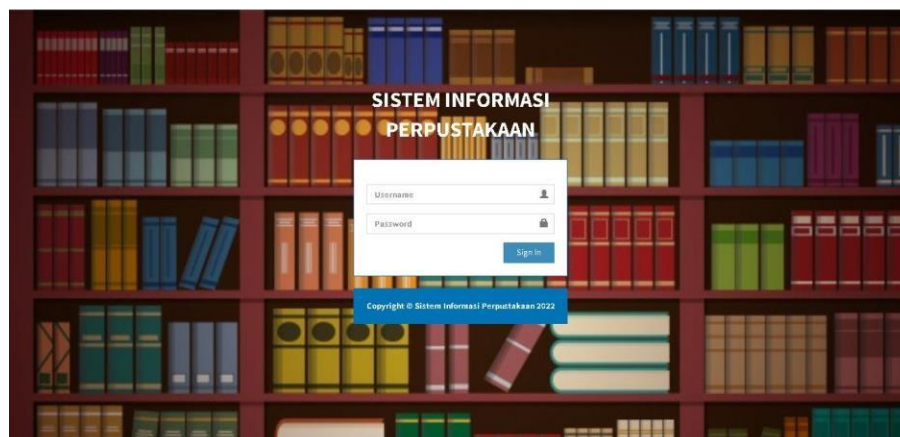 SISTEM INFORMASI
PERPUSTAKAAN
Username
Password
Sign In
Copyright © Sistem Informasi Perpustakaan 2022